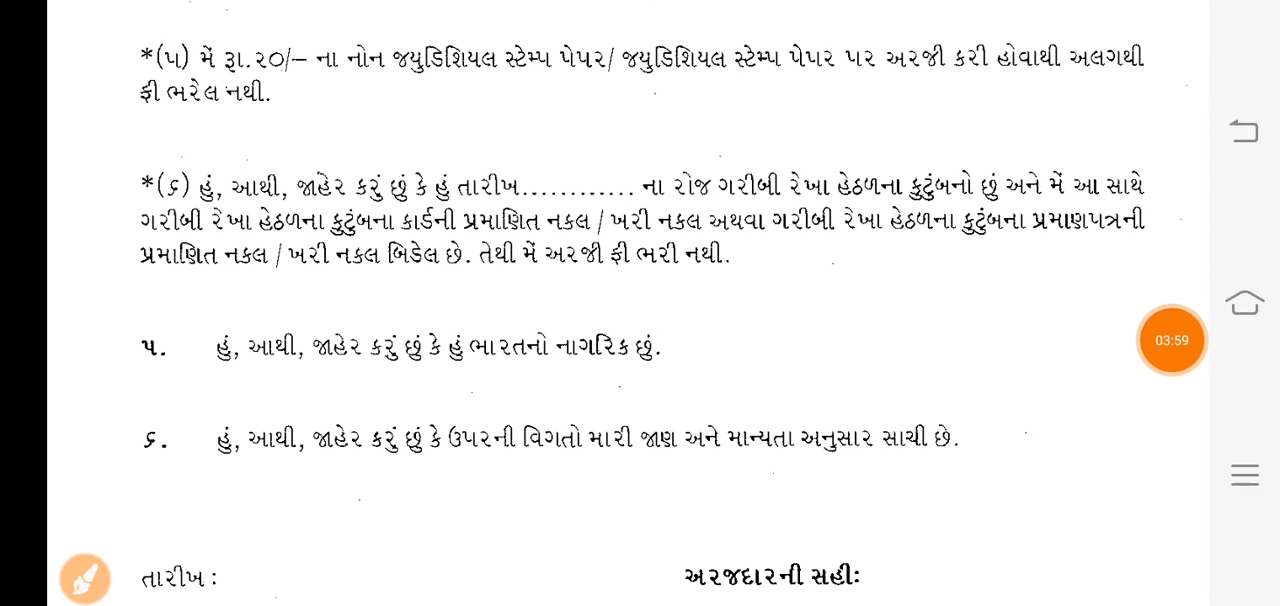 *(૫) મેં રૂા.૨૦/– ના નોન જયુડિશિયલ સ્ટેમ્પ પેપર/ જયુડિશિયલ સ્ટેમ્પ પેપર પર અરજી કરી હોવાથી અલગથી
ફી ભરેલ નથી.
*(૬) હું, આથી, જાહેર કરું છું કે હું તારીખ............ ના રોજ ગરીબી રેખા હેઠળના કુટુંબનો છું અને મેં આ સાથે
ગરીબી રેખા હેઠળના કુટુંબના કાર્ડની પ્રમાણિત નકલ / ખરી નકલ અથવા ગરીબી રેખા હેઠળના કુટુંબના પ્રમાણપત્રની
પ્રમાણિત નકલ / ખરી નકલ બિડેલ છે. તેથી મેં અરજી ફી ભરી નથી.
૫. હું, આથી, જાહેર કરું છું કે હું ભારતનો નાગરિક છું.
03:59
૬. હું, આથી, જાહેર કરું છું કે ઉપરની વિગતો મારી જાણ અને માન્યતા અનુસાર સાચી છે.
તારીખ : અરજદારની સહીઃ